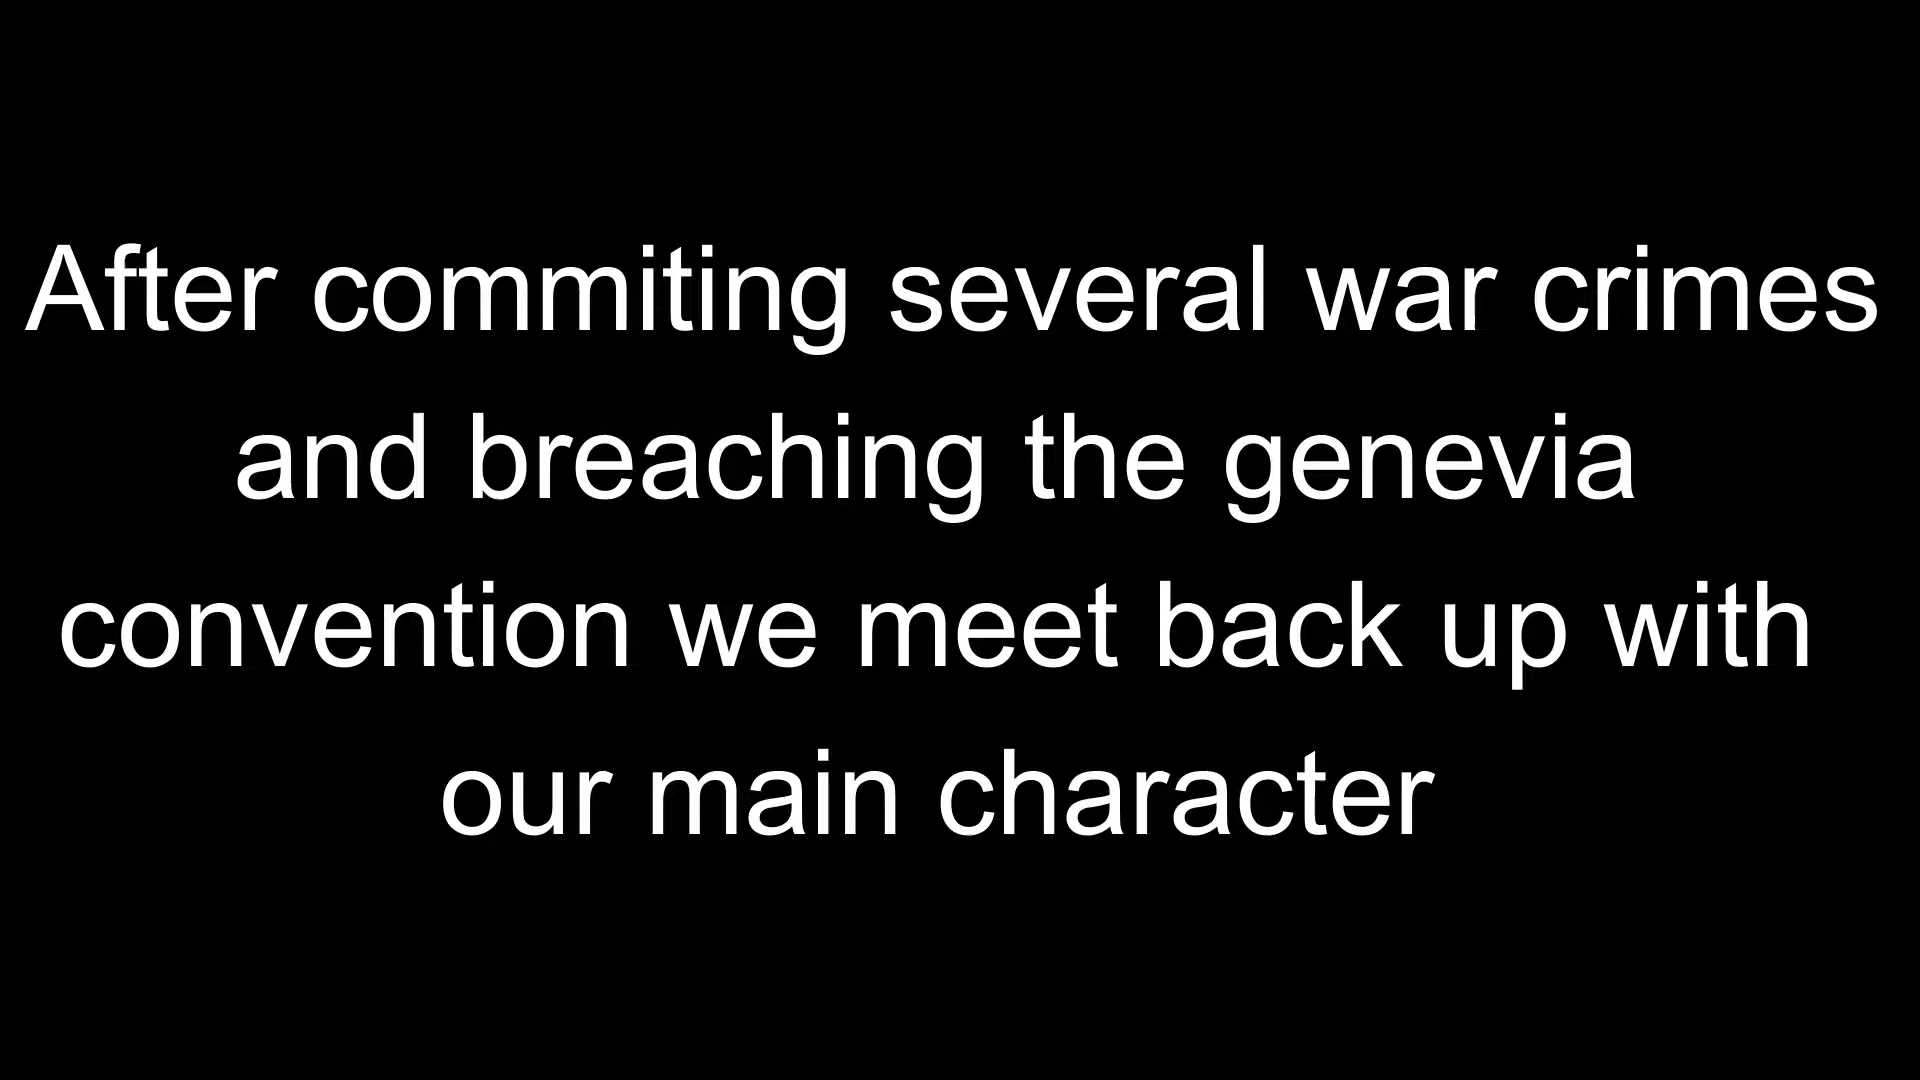 After commiting several war crimes
and breaching the genevia
convention we meet back up with
our main character